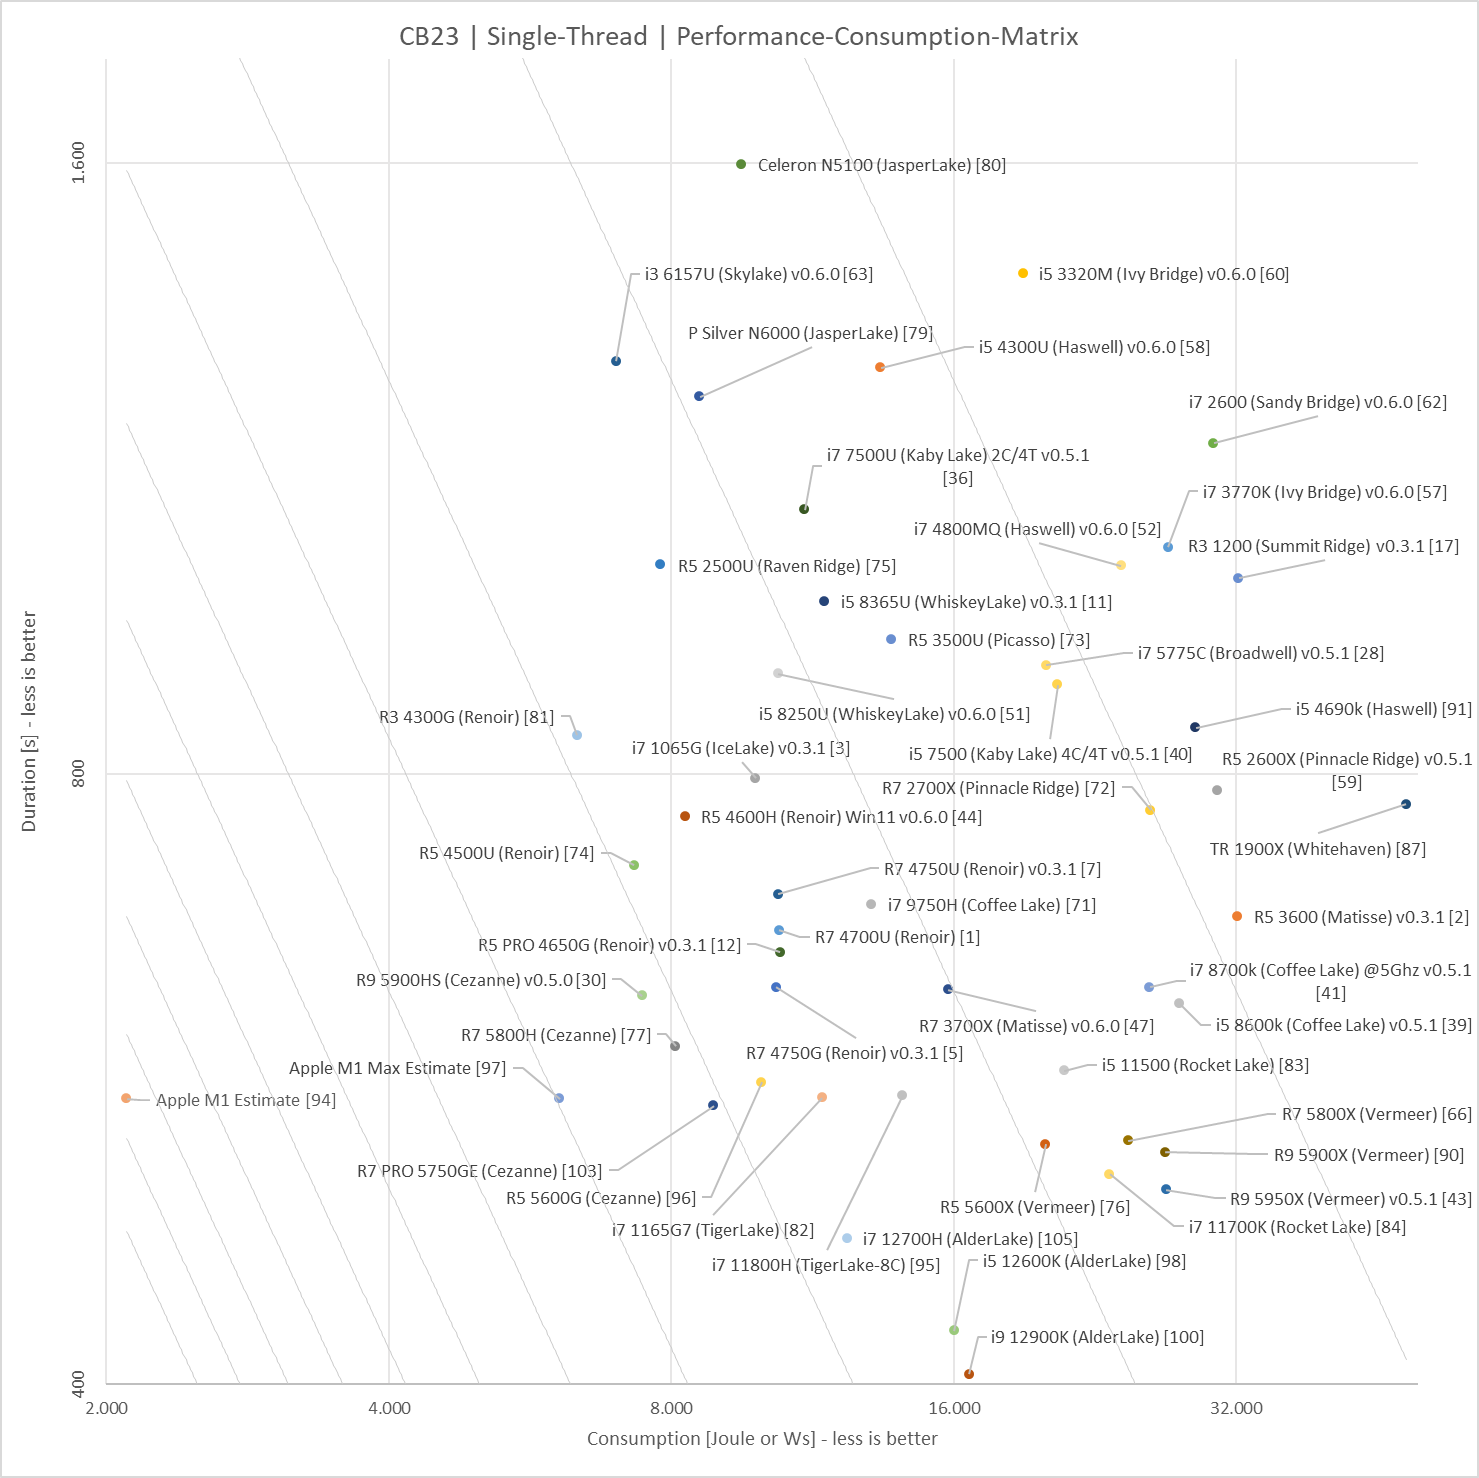 CB23 | Single-Thread | Performance-Consumption-Matrix
1.600
Celeron N5100 (JasperLake) [80]
i3 6157U (Skylake) v0.6.0 [63]
i5 3320M (Ivy Bridge) v0.6.0 [60]
P Silver N6000 (JasperLake) [79]
i5 4300U (Haswell) v0.6.0 [58]
i7 2600 (Sandy Bridge) v0.6.0 [62]
i7 7500U (Kaby Lake) 2C/4T v0.5.1
[36]
i7 3770K (Ivy Bridge) v0.6.0 [57]
i7 4800MQ (Haswell) v0.6.0 [52]
R3 1200 (Summit Ridge) v0.3.1 [17]
R5 2500U (Raven Ridge) [75]
i5 8365U (WhiskeyLake) v0.3.1 [11]
R5 3500U (Picasso) [73]
i7 5775C (Broadwell) v0.5.1 [28]
i5 8250U (WhiskeyLake) v0.6.0 [51]
R3 4300G (Renoir) [81]
i5 4690k (Haswell) [91]
i7 1065G (IceLake) v0.3.1 [3]
i5 7500 (Kaby Lake) 4C/4T v0.5.1 [40]
R5 2600X (Pinnacle Ridge) v0.5.1
[59]
800
R7 2700X (Pinnacle Ridge) [72]
R5 4600H (Renoir) Win11 v0.6.0 [44]
R5 4500U (Renoir) [74]
TR 1900X (Whitehaven) [87]
R7 4750U (Renoir) v0.3.1 [7]
i7 9750H (Coffee Lake) [71]
R5 3600 (Matisse) v0.3.1 [2]
R7 4700U (Renoir) [1]
R5 PRO 4650G (Renoir) v0.3.1 [12]
i7 8700k (Coffee Lake) @5Ghz v0.5.1
[41]
R9 5900HS (Cezanne) v0.5.0 [30]
R7 3700X (Matisse) v0.6.0 [47]
i5 8600k (Coffee Lake) v0.5.1 [39]
R7 5800H (Cezanne) [77]
R7 4750G (Renoir) v0.3.1 [5]
Apple M1 Max Estimate [97]
i5 11500 (Rocket Lake) [83]
Apple M1 Estimate [94]
R7 5800X (Vermeer) [66]
R9 5900X (Vermeer) [90]
R7 PRO 5750GE (Cezanne) [103]
R5 5600G (Cezanne) [96]
R9 5950X (Vermeer) v0.5.1 [43]
R5 5600X (Vermeer) [76]
i7 1165G7 (TigerLake) [82]
i7 11700K (Rocket Lake) [84]
i7 12700H (AlderLake) [105]
i7 11800H (TigerLake-8C) [95]
i5 12600K (AlderLake) [98]
i9 12900K (AlderLake) [100]
400
Duration [s] - less is better
2.000
4.000
8.000
16.000
32.000
Consumption [Joule or Ws] - less is better